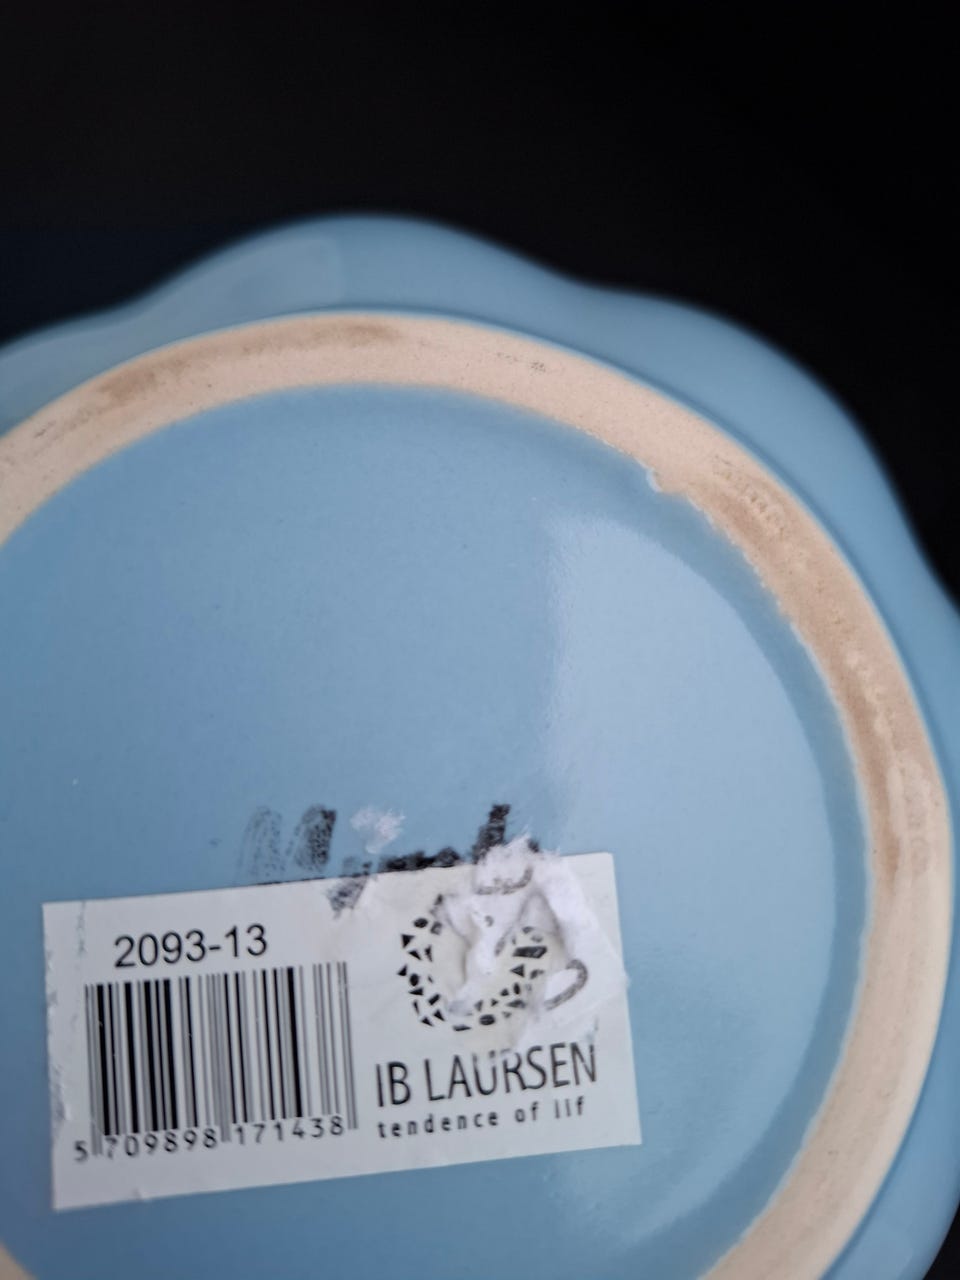 2093-13
5 709898 171438
IB LAURSEN
tendence of lif